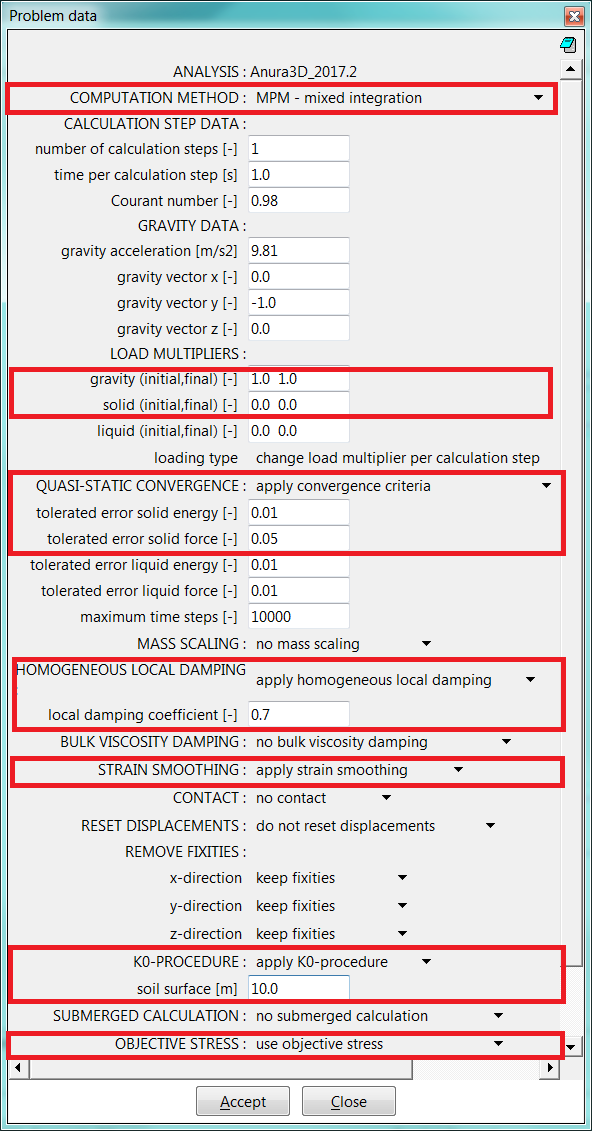 Problem data
ANALYSIS : Anura3D_2017.2
COMPUTATION METHOD : MPM - mixed integration
CALCULATION STEP DATA :
number of calculation steps [-] 1
time per calculation step [s] 1.0
Courant number [-] 0.98
GRAVITY DATA :
gravity acceleration [m/s2] 9.81
gravity vector x [-] 0.0
gravity vector y [-] -1.0
gravity vector z [-] 0.0
LOAD MULTIPLIERS :
gravity (initial,final) [-] 1.0 1.0
solid (initial,final) [-] 0.0 0.0
liquid (initial,final) [-] 0.0 0.0
loading type change load multiplier per calculation step
QUASI-STATIC CONVERGENCE : apply convergence criteria
tolerated error solid energy [-] 0.01
tolerated error solid force [-] 0.05
tolerated error liquid energy [-] 0.01
tolerated error liquid force [-] 0.01
maximum time steps [-] 10000
MASS SCALING : no mass scaling
HOMOGENEOUS LOCAL DAMPING : apply homogeneous local damping
local damping coefficient [-] 0.7
BULK VISCOSITY DAMPING : no bulk viscosity damping
STRAIN SMOOTHING : apply strain smoothing
CONTACT : no contact
RESET DISPLACEMENTS : do not reset displacements
REMOVE FIXITIES :
x-direction keep fixities
y-direction keep fixities
z-direction keep fixities
K0-PROCEDURE : apply K0-procedure
soil surface [m] 10.0
SUBMERGED CALCULATION : no submerged calculation
OBJECTIVE STRESS : use objective stress
Accept Close